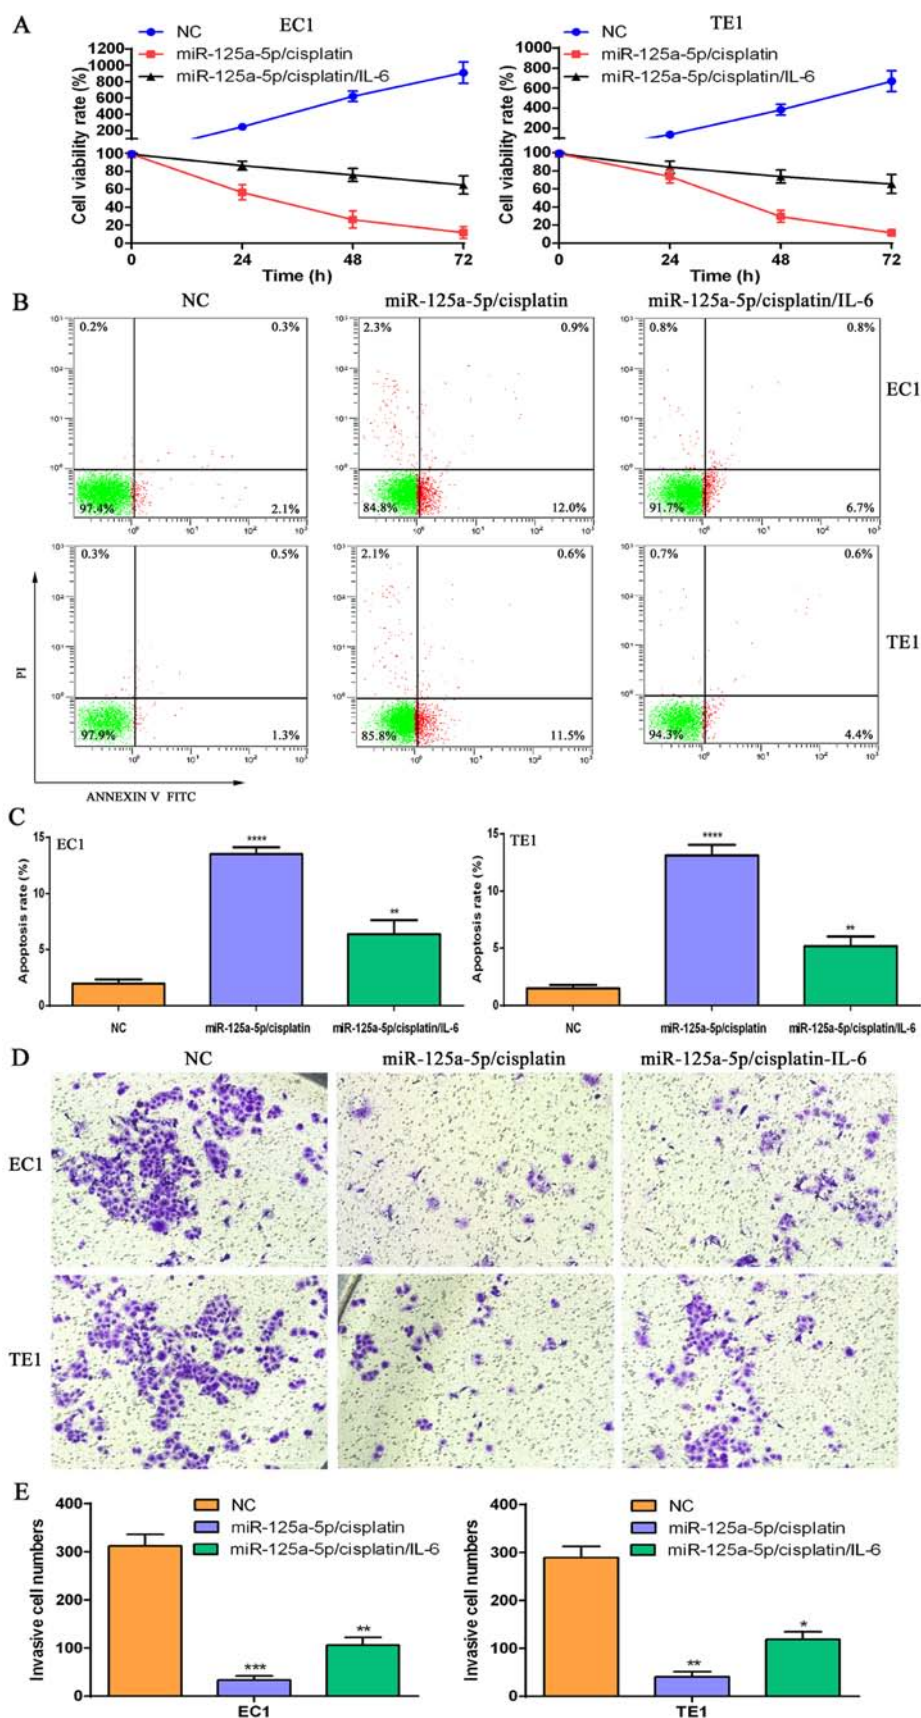 A EC1 TE1
NC
miR-125a-5p/cisplatin
miR-125a-5p/cisplatin/IL-6
Cell viability rate (%)
1200
1000
800
600
400
200
100
80
60
40
20
0
0 24 48 72
Time (h)
NC
miR-125a-5p/cisplatin
miR-125a-5p/cisplatin/IL-6
Cell viability rate (%)
1000
800
600
400
200
100
80
60
40
20
0
0 24 48 72
Time (h)
B NC miR-125a-5p/cisplatin miR-125a-5p/cisplatin/IL-6
0.2% 0.3% 2.3% 0.9% 0.8% 0.8%
EC1
97.4% 2.1% 84.8% 12.0% 91.7% 6.7%
0.3% 0.5% 2.1% 0.6% 0.7% 0.6%
TE1
PI
97.9% 1.3% 85.8% 11.5% 94.3% 4.4%
ANNEXIN V FITC
C
EC1
Apoptosis rate (%)
15
10
5
0
****
**
NC miR-125a-5p/cisplatin miR-125a-5p/cisplatin/IL-6
TE1
Apoptosis rate (%)
15
10
5
0
****
**
NC miR-125a-5p/cisplatin miR-125a-5p/cisplatin/IL-6
D NC miR-125a-5p/cisplatin miR-125a-5p/cisplatin-IL-6
EC1
TE1
E
NC
miR-125a-5p/cisplatin
miR-125a-5p/cisplatin/IL-6
Invasive cell numbers
400
300
200
100
0
***
**
EC1
NC
miR-125a-5p/cisplatin
miR-125a-5p/cisplatin/IL-6
Invasive cell numbers
400
300
200
100
0
**
*
TE1